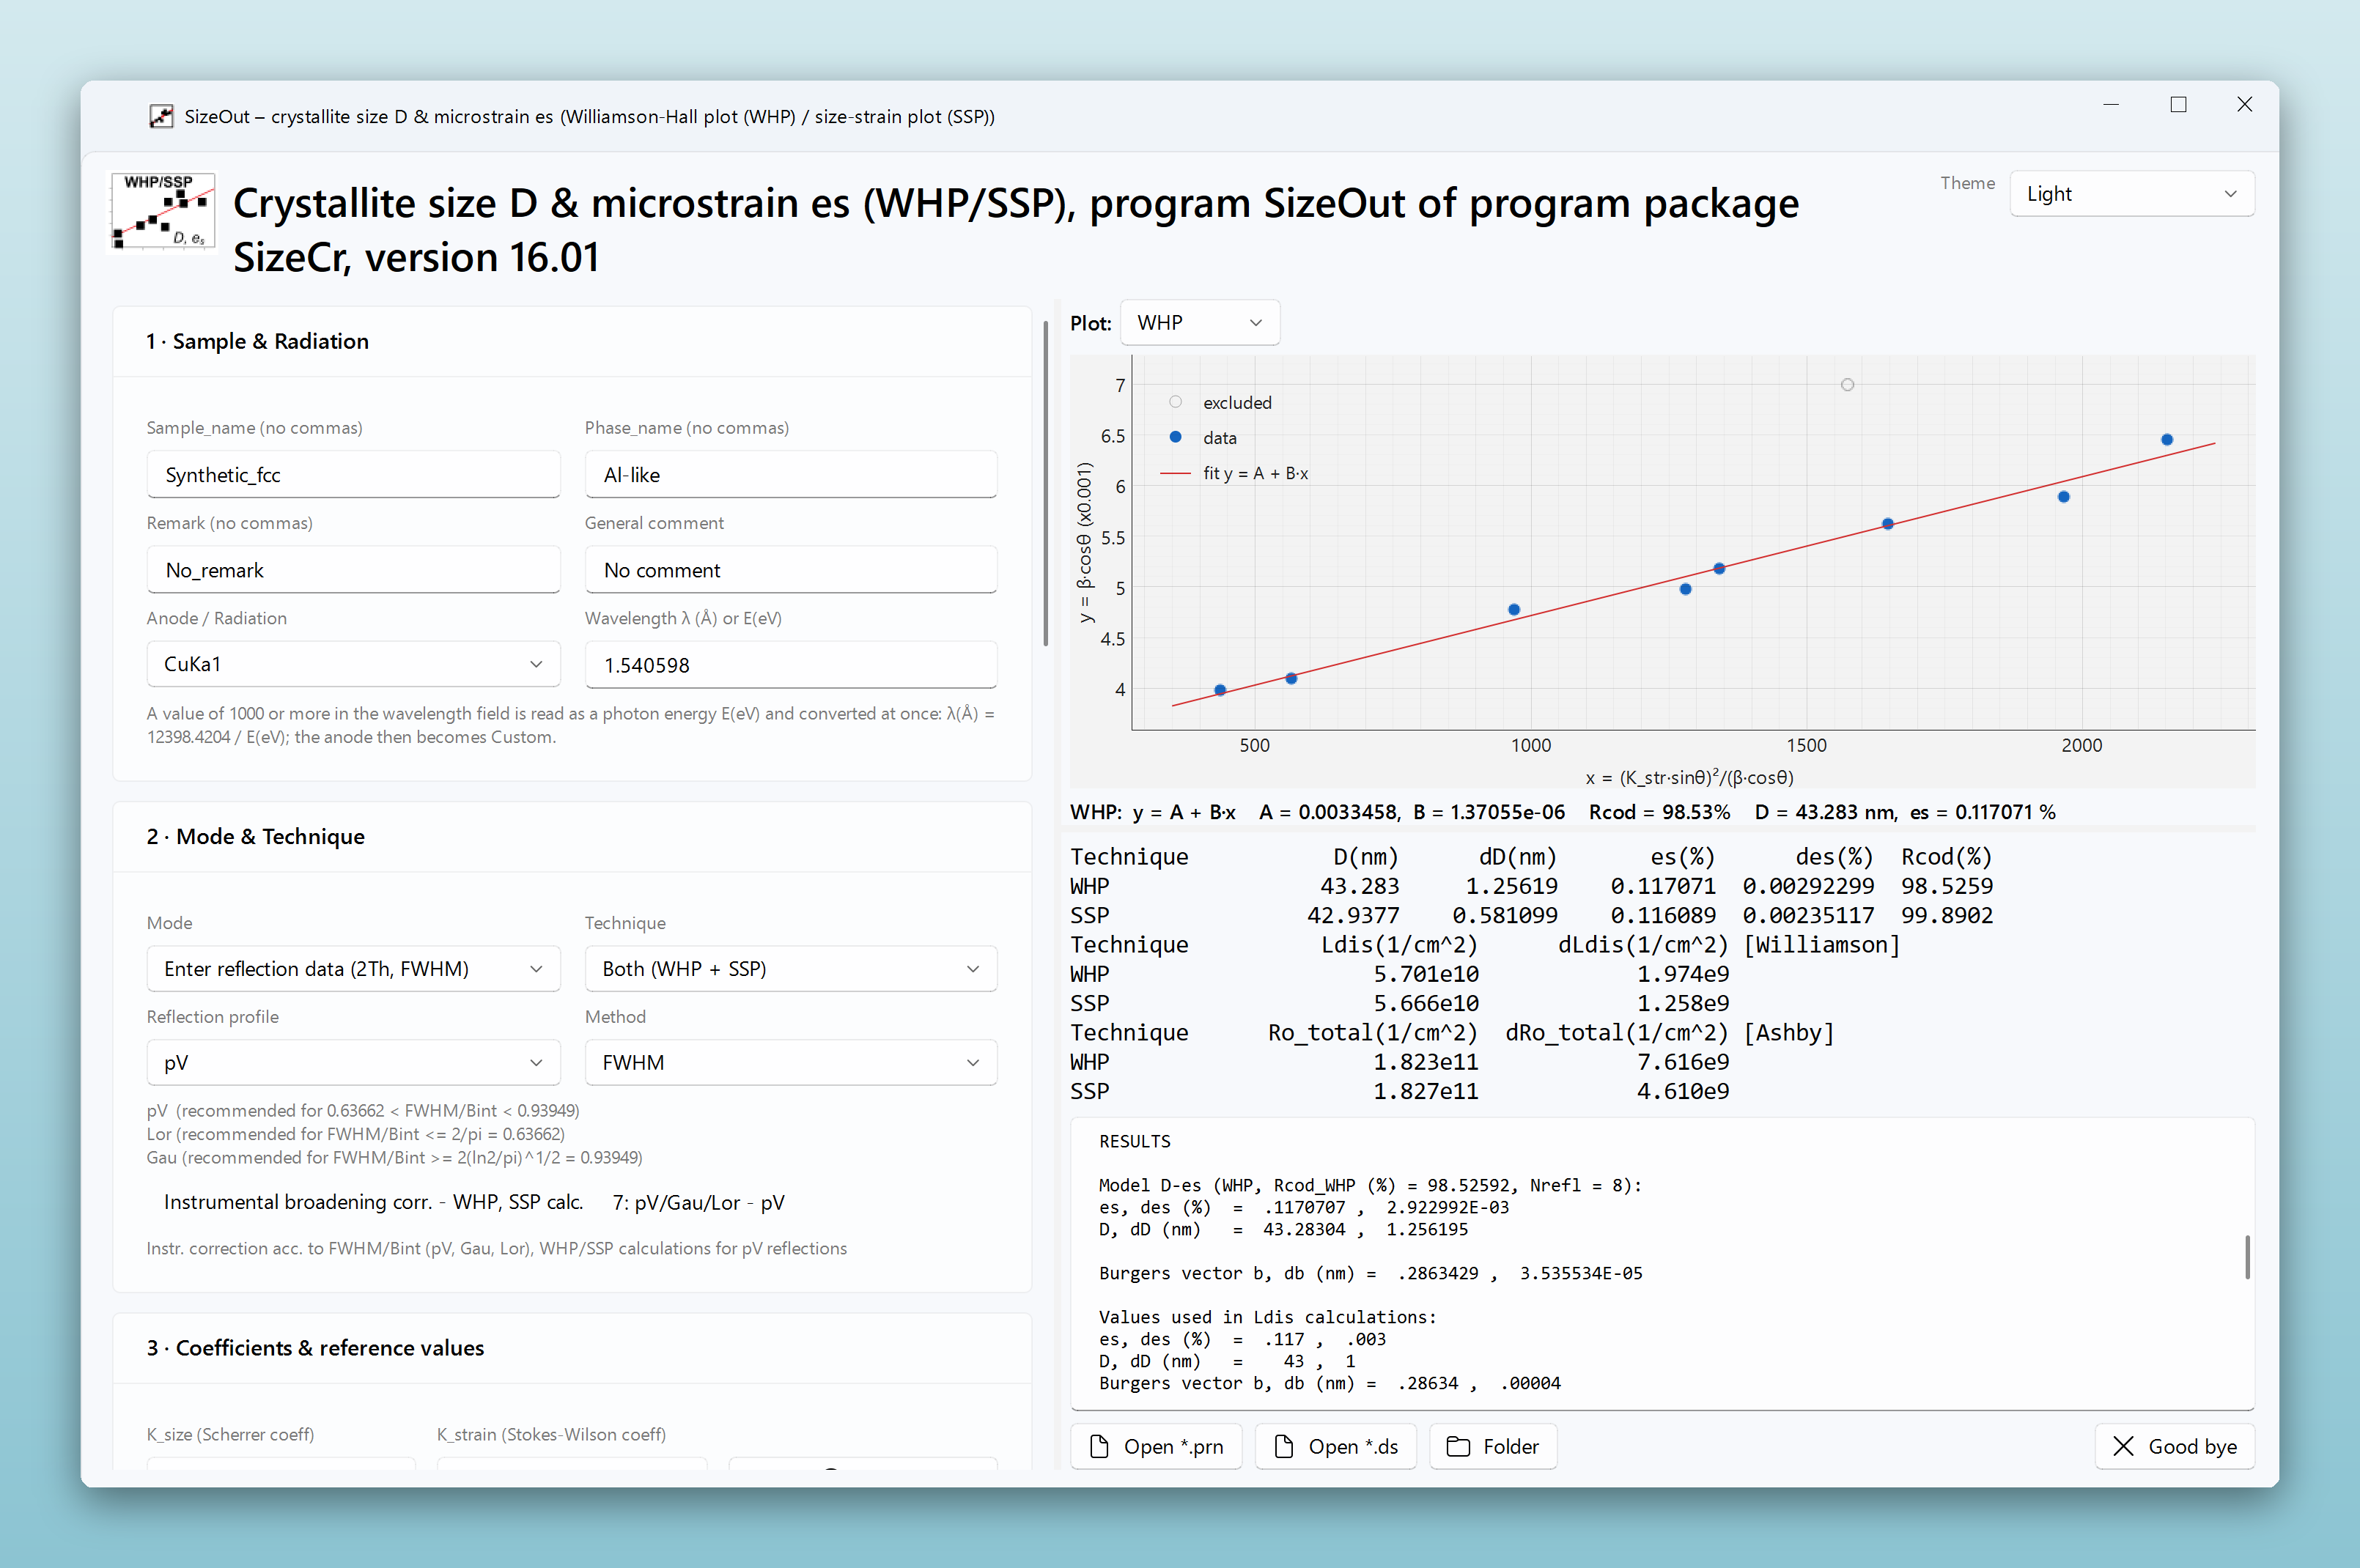 SizeOut – crystallite size D & microstrain es (Williamson-Hall plot (WHP) / size-strain plot (SSP))
WHP/SSP
D, es
Crystallite size D & microstrain es (WHP/SSP), program SizeOut of program package
SizeCr, version 16.01
Theme
Light
1 · Sample & Radiation
Sample_name (no commas)
Phase_name (no commas)
Synthetic_fcc
Al-like
Remark (no commas)
General comment
No_remark
No comment
Anode / Radiation
Wavelength λ (Å) or E(eV)
CuKa1
1.540598
A value of 1000 or more in the wavelength field is read as a photon energy E(eV) and converted at once: λ(Å) =
12398.4204 / E(eV); the anode then becomes Custom.
2 · Mode & Technique
Mode
Technique
Enter reflection data (2Th, FWHM)
Both (WHP + SSP)
Reflection profile
Method
pV
FWHM
pV (recommended for 0.63662 < FWHM/Bint < 0.93949)
Lor (recommended for FWHM/Bint <= 2/pi = 0.63662)
Gau (recommended for FWHM/Bint >= 2(ln2/pi)^1/2 = 0.93949)
Instrumental broadening corr. - WHP, SSP calc. 7: pV/Gau/Lor - pV
Instr. correction acc. to FWHM/Bint (pV, Gau, Lor), WHP/SSP calculations for pV reflections
3 · Coefficients & reference values
K_size (Scherrer coeff)
K_strain (Stokes-Wilson coeff)
Plot:
WHP
excluded
data
fit y = A + B·x
y = β·cosθ (x0.001)
7
6.5
6
5.5
5
4.5
4
500
1000
1500
2000
x = (K_str·sinθ)²/(β·cosθ)
WHP: y = A + B·x A = 0.0033458, B = 1.37055e-06 Rcod = 98.53% D = 43.283 nm, es = 0.117071 %
Technique D(nm) dD(nm) es(%) des(%) Rcod(%)
WHP 43.283 1.25619 0.117071 0.00292299 98.5259
SSP 42.9377 0.581099 0.116089 0.00235117 99.8902
Technique Ldis(1/cm^2) dLdis(1/cm^2) [Williamson]
WHP 5.701e10 1.974e9
SSP 5.666e10 1.258e9
Technique Ro_total(1/cm^2) dRo_total(1/cm^2) [Ashby]
WHP 1.823e11 7.616e9
SSP 1.827e11 4.610e9
RESULTS
Model D-es (WHP, Rcod_WHP (%) = 98.52592, Nrefl = 8):
es, des (%) = .1170707 , 2.922992E-03
D, dD (nm) = 43.28304 , 1.256195
Burgers vector b, db (nm) = .2863429 , 3.535534E-05
Values used in Ldis calculations:
es, des (%) = .117 , .003
D, dD (nm) = 43 , 1
Burgers vector b, db (nm) = .28634 , .00004
Open *.prn
Open *.ds
Folder
Good bye